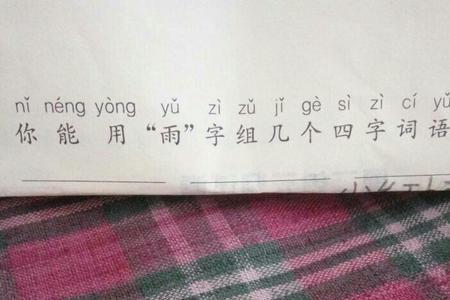 nǐ néng yòng yǔ zì zǔ jǐ gè sì zì cí yǔ
你能用“雨”字组几个四字词语